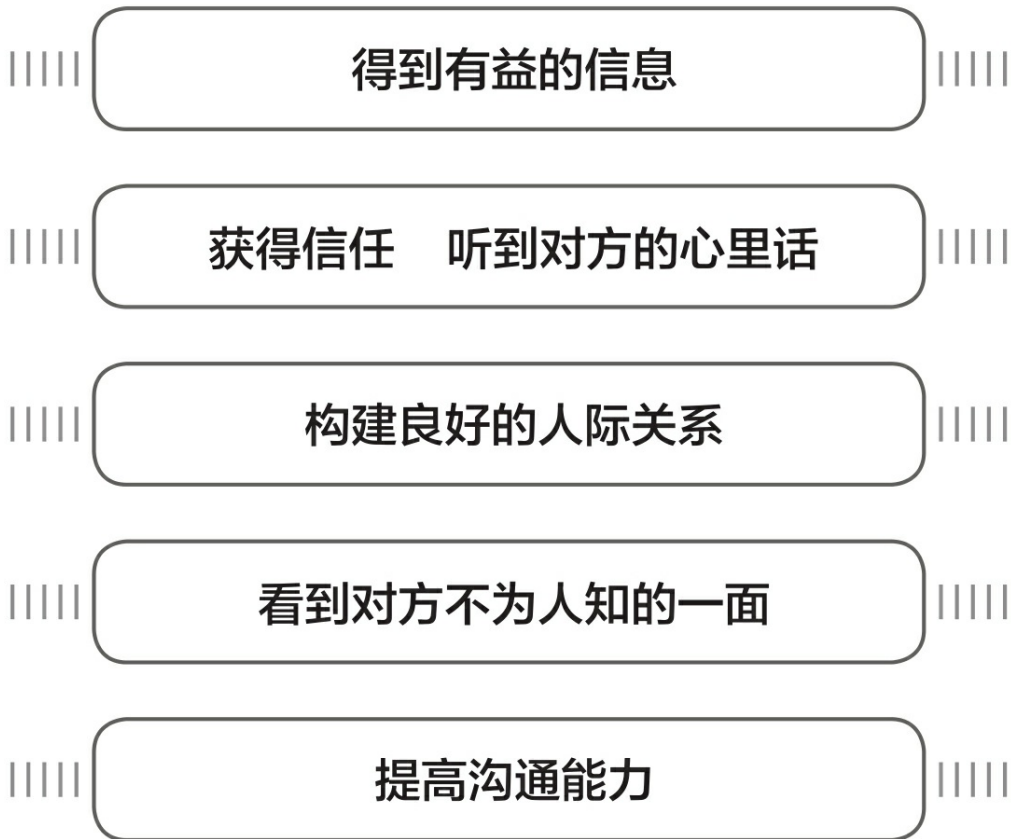 得到有益的信息
获得信任　听到对方的心里话
构建良好的人际关系
看到对方不为人知的一面
提高沟通能力